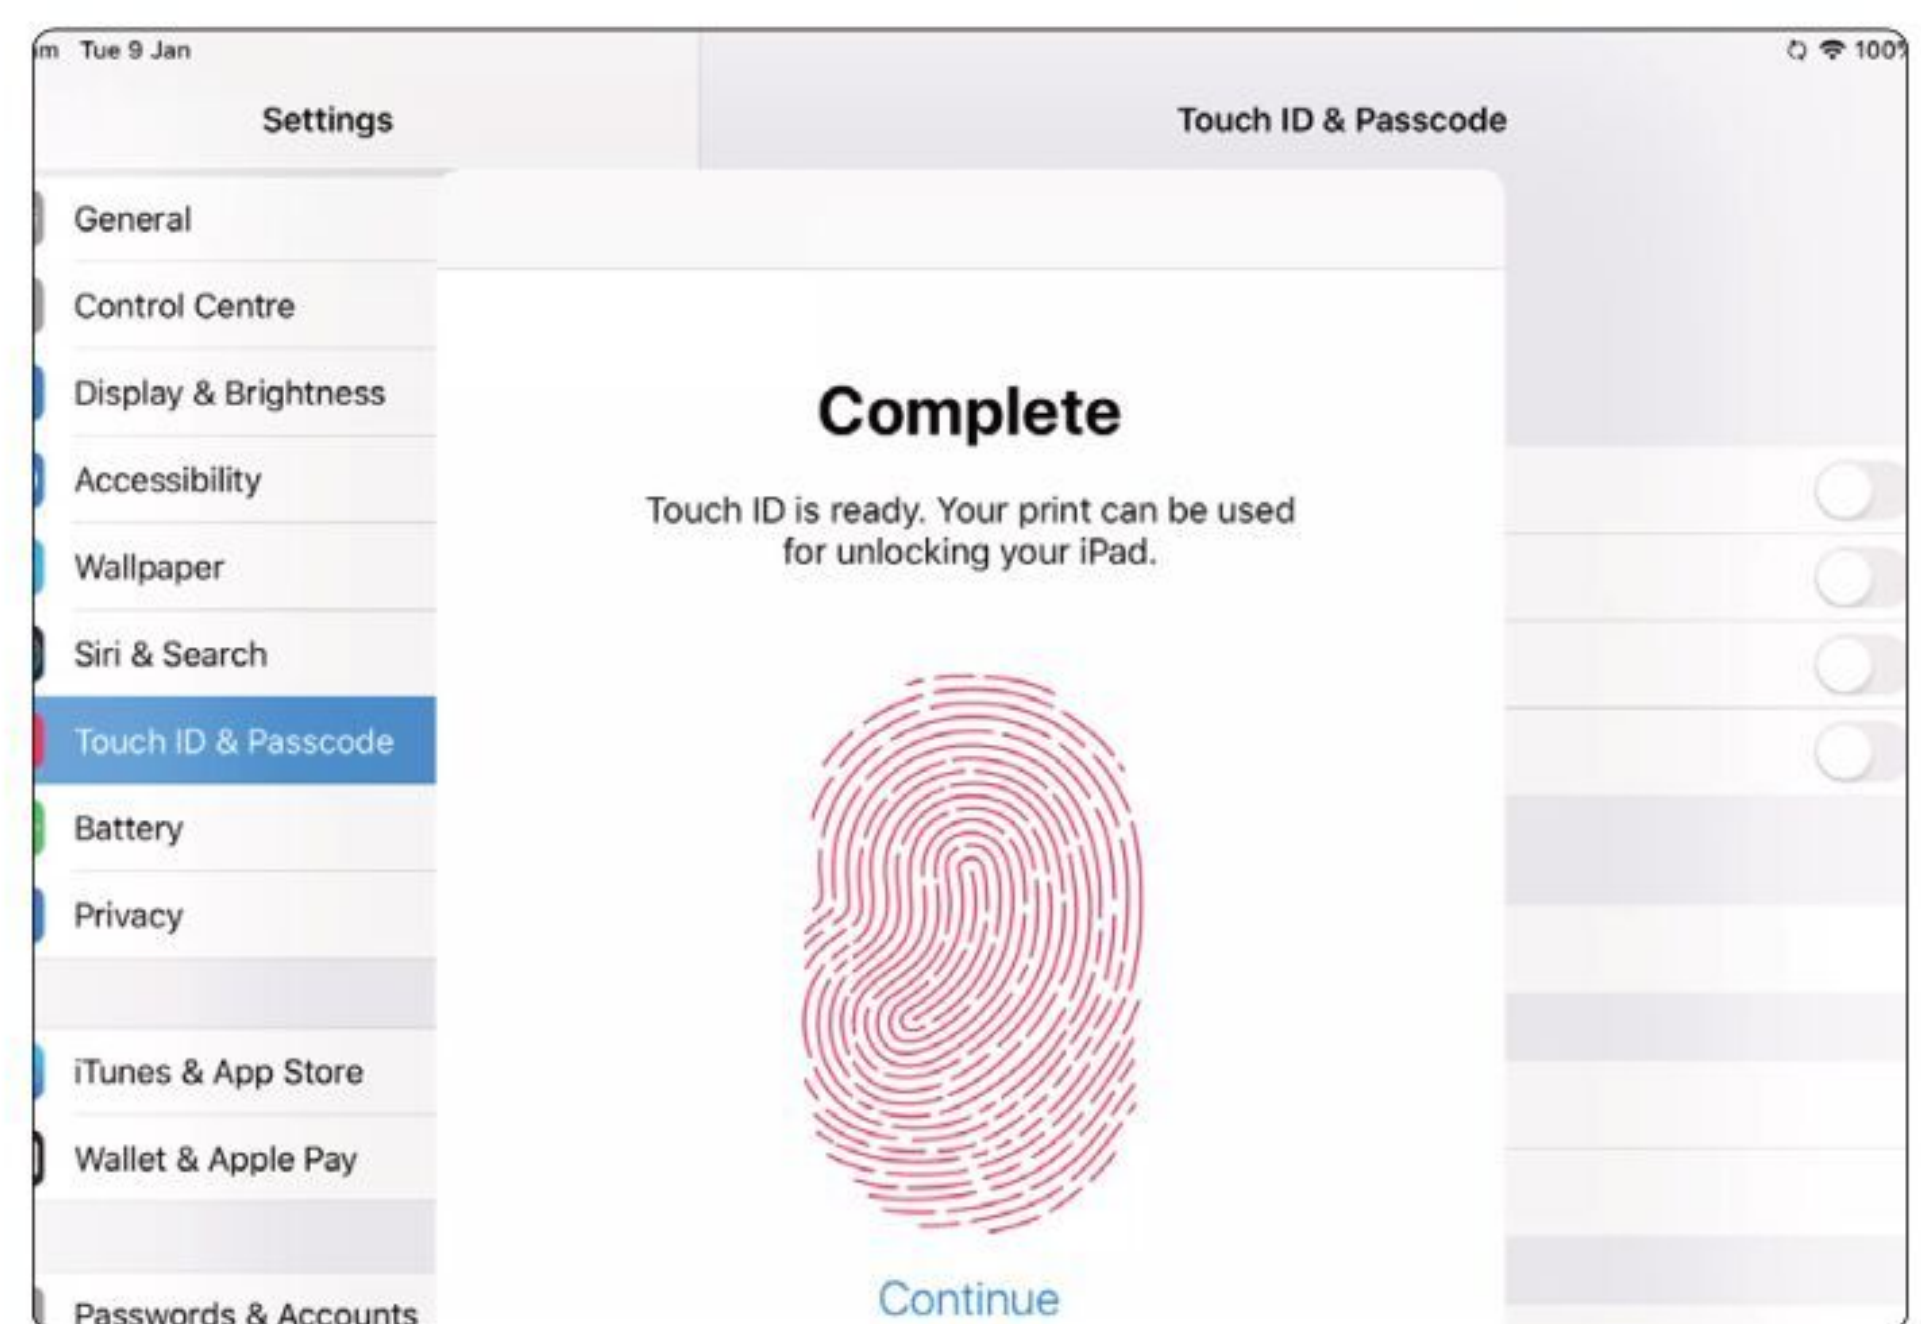 Tue 9 Jan
Settings
Touch ID & Passcode
General
Control Centre
Display & Brightness
Accessibility
Wallpaper
Siri & Search
Touch ID & Passcode
Battery
Privacy
iTunes & App Store
Wallet & Apple Pay
Passwords & Accounts
Complete
Touch ID is ready. Your print can be used
for unlocking your iPad.
Continue